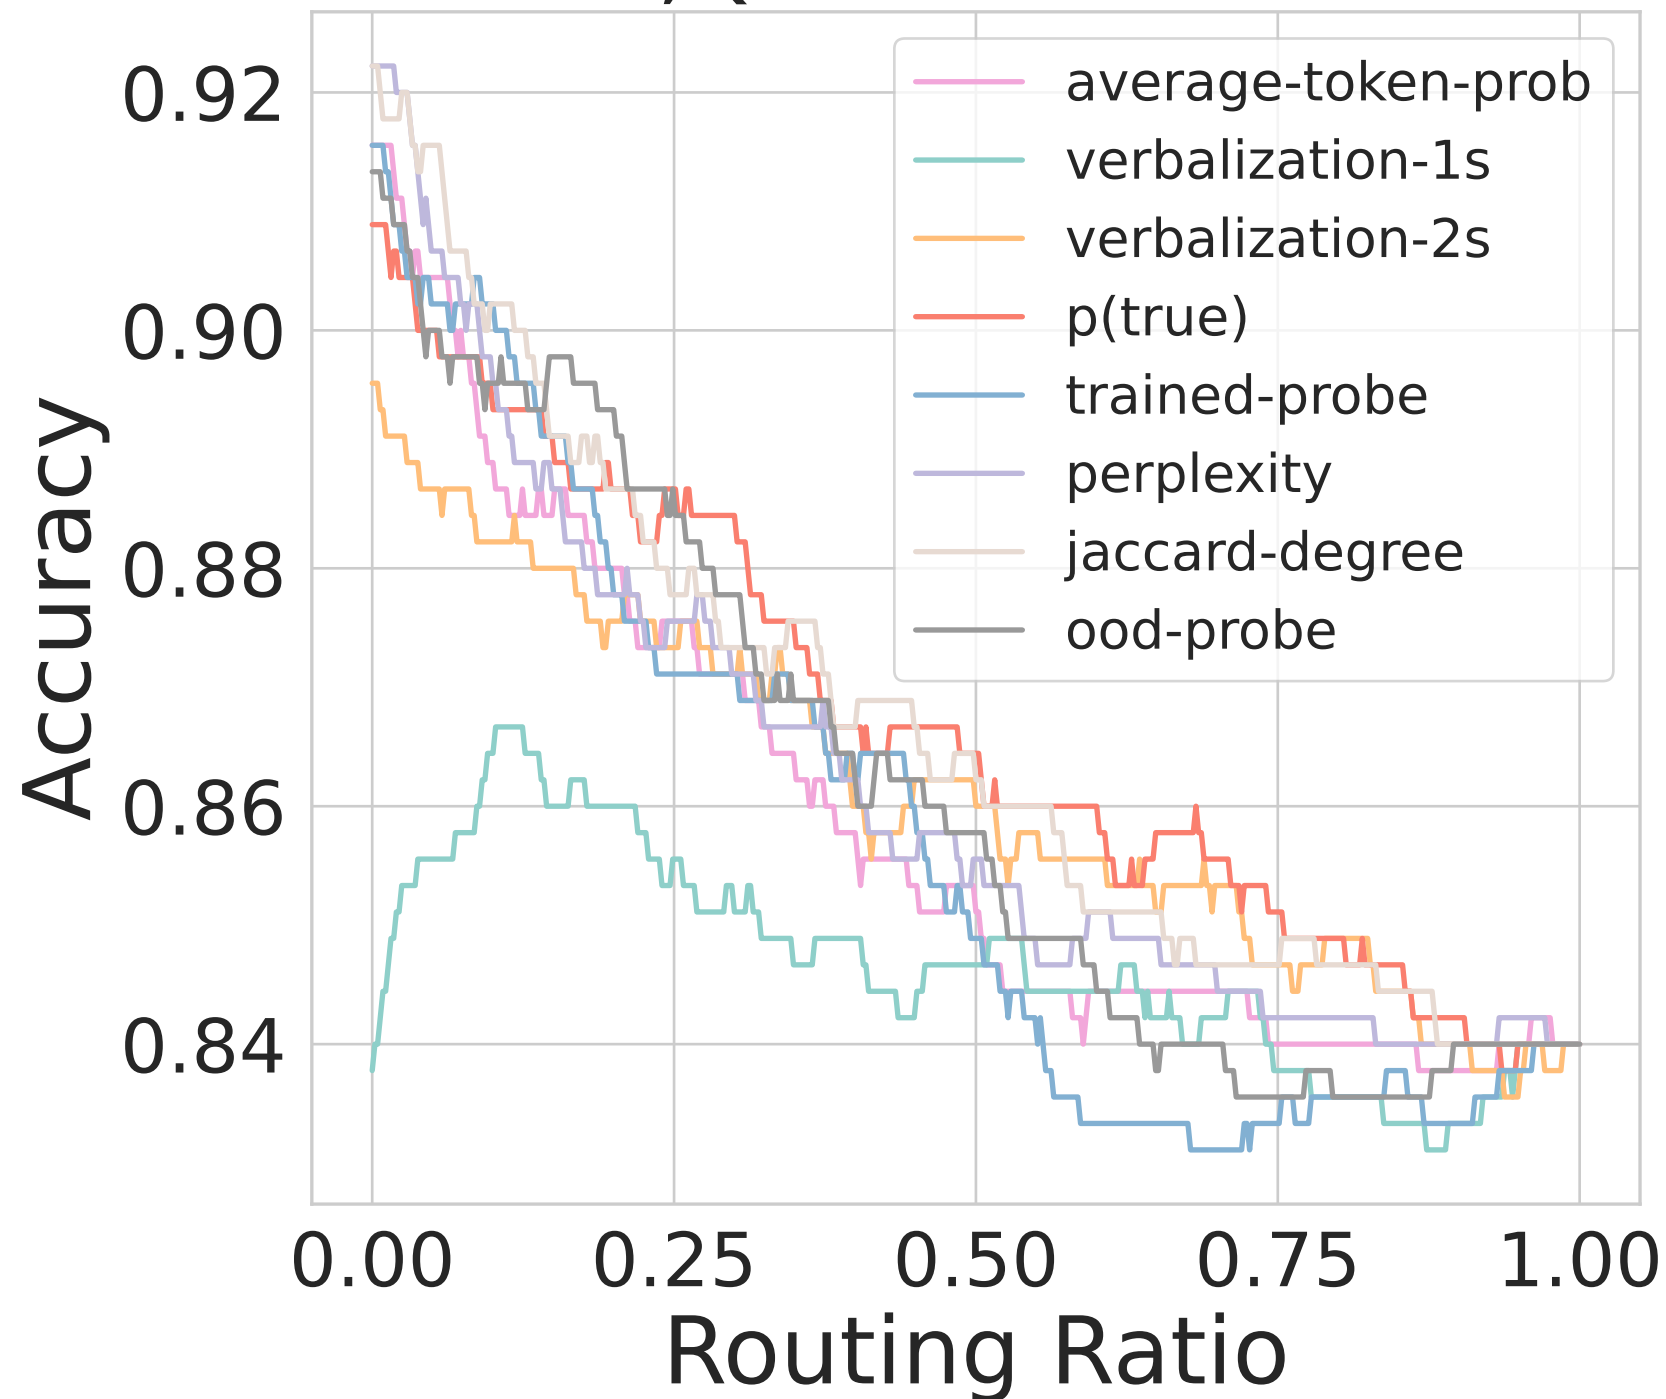 0.92
0.90
0.88
0.86
0.84
Accuracy
average-token-prob
verbalization-1s
verbalization-2s
p(true)
trained-probe
perplexity
jaccard-degree
ood-probe
0.00 0.25 0.50 0.75 1.00
Routing Ratio